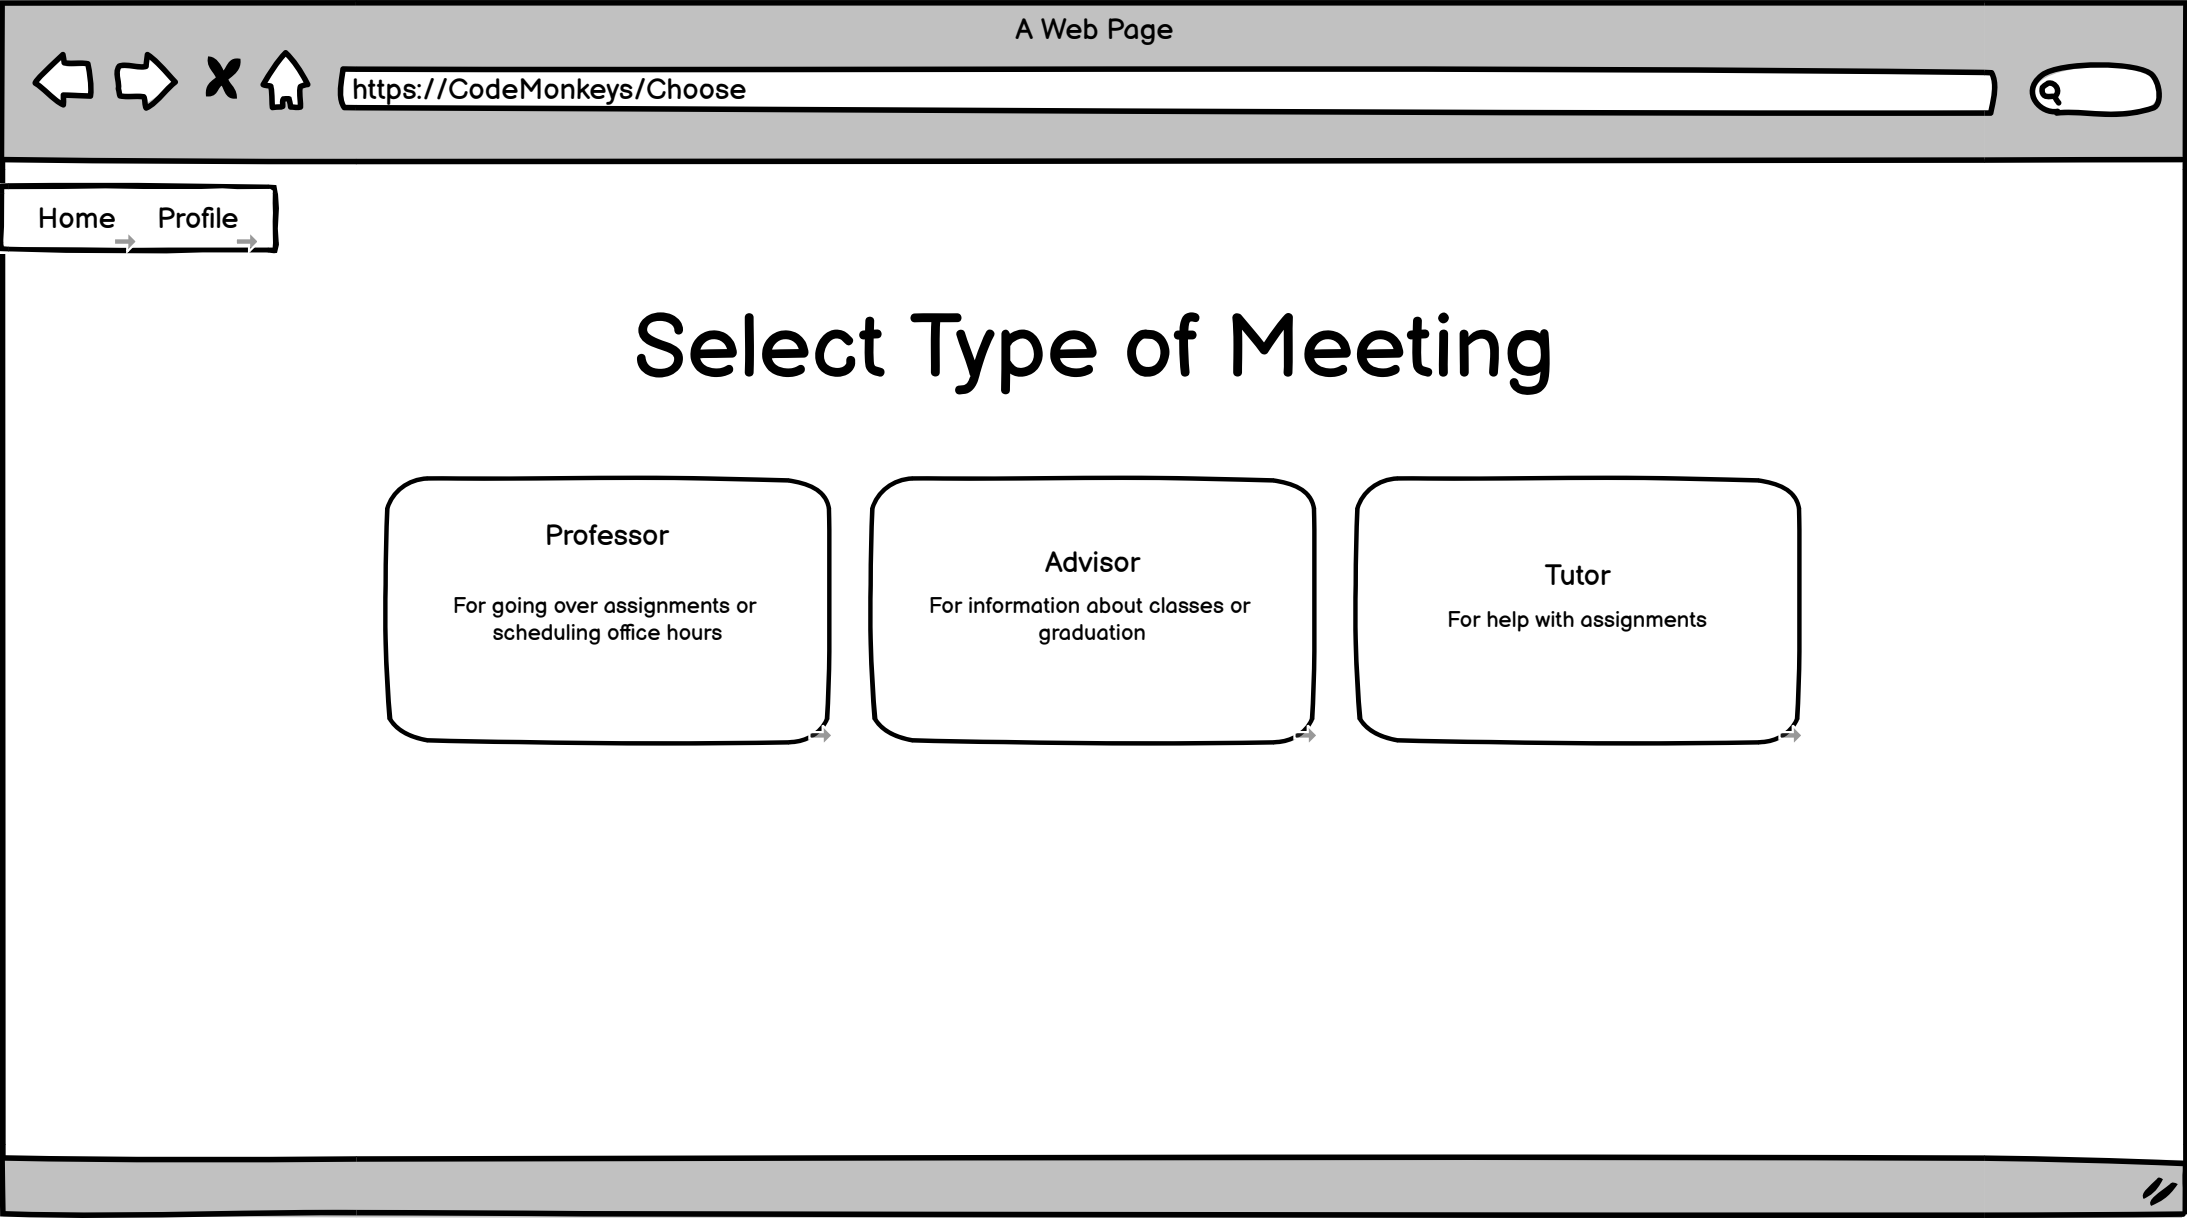 A Web Page
https://CodeMonkeys/Choose
Home Profile
Select Type of Meeting
Professor
For going over assignments or
scheduling office hours
Advisor
For information about classes or
graduation
Tutor
For help with assignments